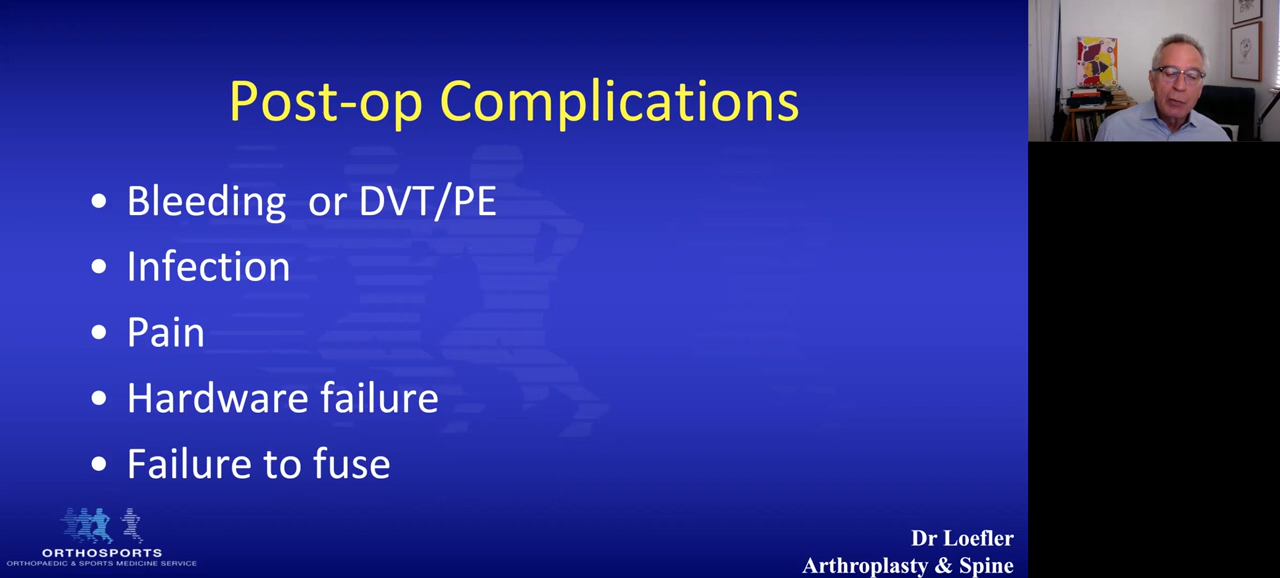 Post-op Complications
• Bleeding  or DVT/PE
• Infection
• Pain
• Hardware failure
• Failure to fuse
ORTHOSPORTS
ORTHOPAEDIC & SPORTS MEDICINE SERVICE
Dr Loefler
Arthroplasty & Spine